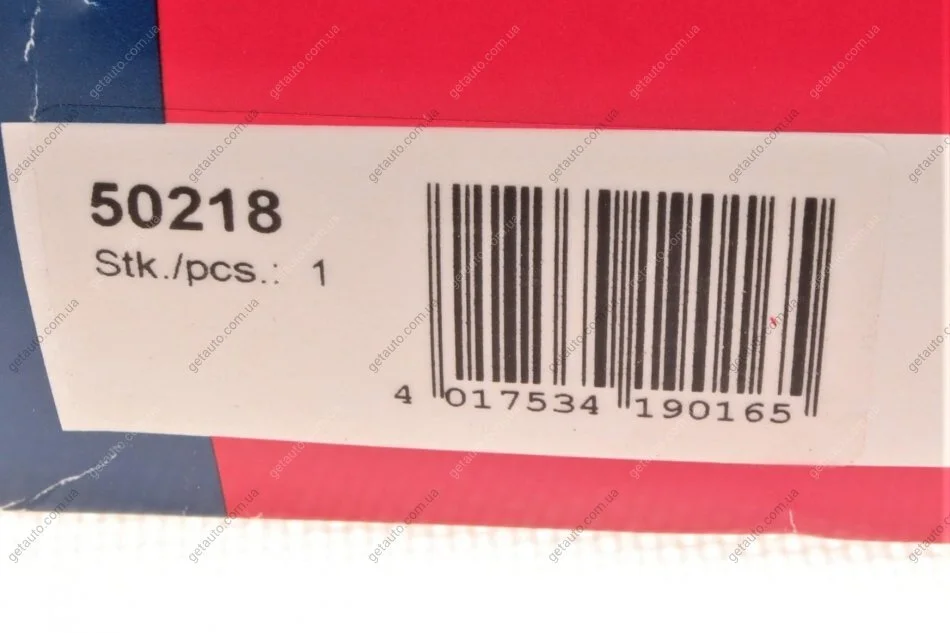 50218
Stk./pcs.: 1
4 017534 190165
getauto.com.ua